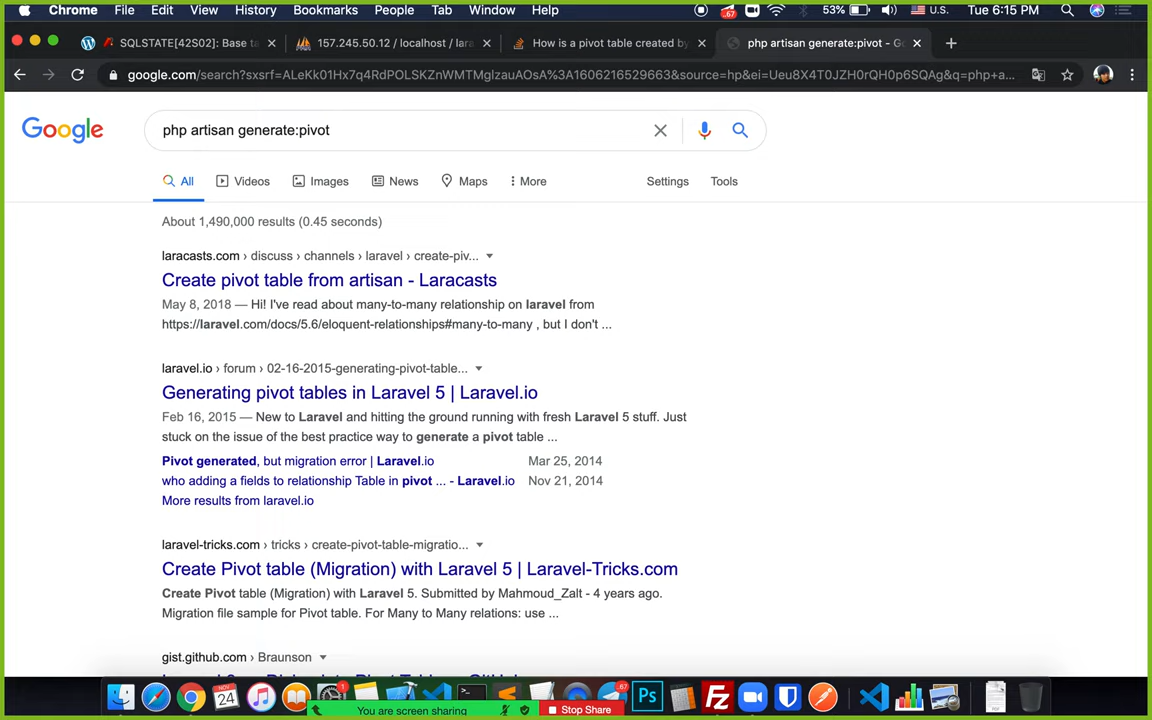 Chrome File Edit View History Bookmarks People Tab Window Help 53% U.S. Tue 6:15 PM
SQLSTATE[42S02]: Base ta
157.245.50.12 / localhost / lara
How is a pivot table created by
php artisan generate:pivot - Go
google.com/search?sxsrf=ALeKk01Hx7q4RdPOLSKZnWMTMglzauAOsA%3A1606216529663&source=hp&ei=Ueu8X4T0JZH0rQH0p6SQAg&q=php+a...
Google
php artisan generate:pivot
All Videos Images News Maps More Settings Tools
About 1,490,000 results (0.45 seconds)
laracasts.com › discuss › channels › laravel › create-piv...
Create pivot table from artisan - Laracasts
May 8, 2018 — Hi! I've read about many-to-many relationship on laravel from
https://laravel.com/docs/5.6/eloquent-relationships#many-to-many , but I don't ...
laravel.io › forum › 02-16-2015-generating-pivot-table...
Generating pivot tables in Laravel 5 | Laravel.io
Feb 16, 2015 — New to Laravel and hitting the ground running with fresh Laravel 5 stuff. Just
stuck on the issue of the best practice way to generate a pivot table ...
Pivot generated, but migration error | Laravel.io Mar 25, 2014
who adding a fields to relationship Table in pivot ... - Laravel.io Nov 21, 2014
More results from laravel.io
laravel-tricks.com › tricks › create-pivot-table-migratio...
Create Pivot table (Migration) with Laravel 5 | Laravel-Tricks.com
Create Pivot table (Migration) with Laravel 5. Submitted by Mahmoud_Zalt - 4 years ago.
Migration file sample for Pivot table. For Many to Many relations: use ...
gist.github.com › Braunson
NOV
24
1
67
Ps
Fz
You are screen sharing
Stop Share